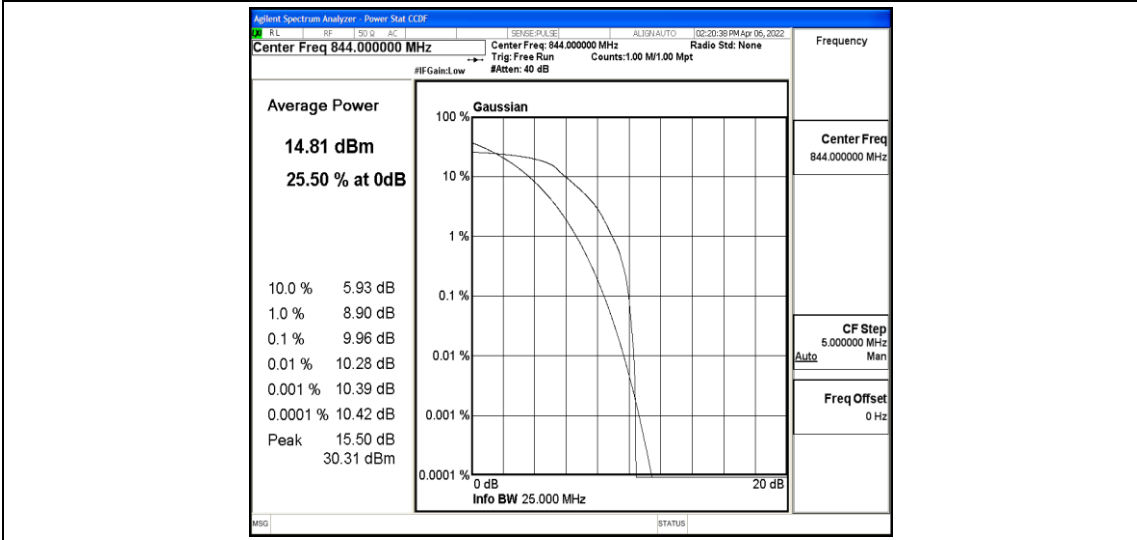 Agilent Spectrum Analyzer - Power Stat CCDF
RL RF 50 Ω AC SENSE:PULSE ALIGNAUTO 02:20:38 PM Apr 06, 2022
Center Freq 844.000000 MHz
Center Freq: 844.000000 MHz Radio Std: None
Trig: Free Run Counts:1.00 M/1.00 Mpt
#IFGain:Low #Atten: 40 dB
Frequency
Average Power
14.81 dBm
25.50 % at 0dB
10.0 % 5.93 dB
1.0 % 8.90 dB
0.1 % 9.96 dB
0.01 % 10.28 dB
0.001 % 10.39 dB
0.0001 % 10.42 dB
Peak 15.50 dB
30.31 dBm
Gaussian
100 %
10 %
1 %
0.1 %
0.01 %
0.001 %
0.0001 %
0 dB 20 dB
Info BW 25.000 MHz
Center Freq
844.000000 MHz
CF Step
5.000000 MHz
Auto Man
Freq Offset
0 Hz
MSG STATUS